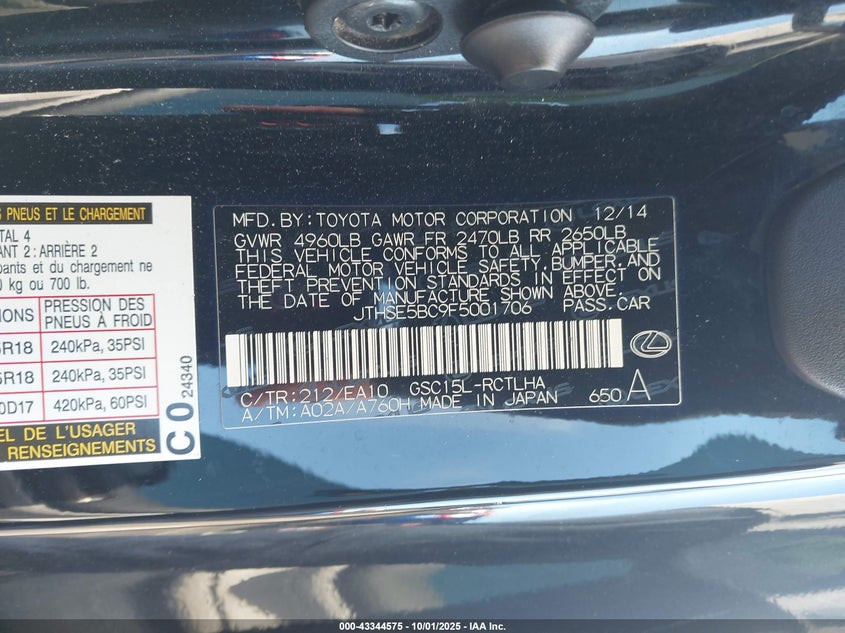 S PNEUS ET LE CHARGEMENT
TAL 4
ANT 2 : ARRIÈRE 2
pants et du chargement ne
0 kg ou 700 lb.
IONS
PRESSION DES
PNEUS À FROID
5R18
240kPa, 35PSI
5R18
240kPa, 35PSI
0D17
420kPa, 60PSI
EL DE L'USAGER
RENSEIGNEMENTS
C0
24340
MFD. BY: TOYOTA MOTOR CORPORATION 12/14
GVWR 4960LB GAWR FR 2470LB RR 2650LB
THIS VEHICLE CONFORMS TO ALL APPLICABLE
FEDERAL MOTOR VEHICLE SAFETY, BUMPER, AND
THEFT PREVENTION STANDARDS IN EFFECT ON
THE DATE OF MANUFACTURE SHOWN ABOVE.
JTHSE5BC9F5001706 PASS.CAR
C/TR:212/EA10 GSC15L-RCTLHA
A/TM:A02A/A760H MADE IN JAPAN 650 A
000-43344575 - 10/01/2025 - IAA Inc.